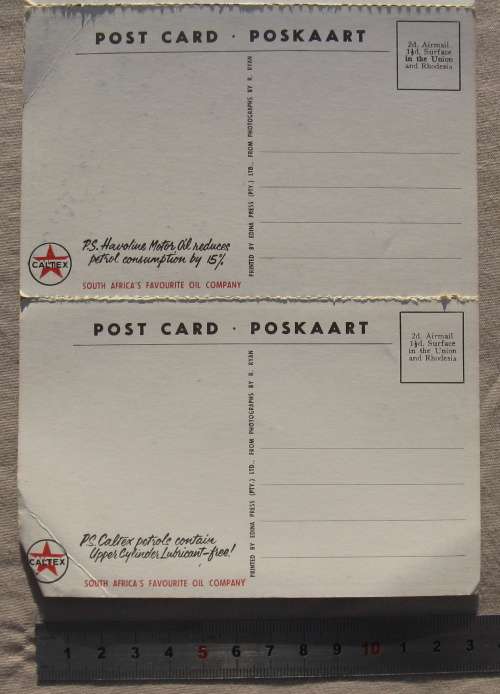 POST CARD · POSKAART
2d. Airmail
1½d. Surface
in the Union
and Rhodesia
PRINTED BY EDNA PRESS (PTY.) LTD., FROM PHOTOGRAPHS BY R. RYAN
P.S. Havoline Motor Oil reduces
petrol consumption by 15%
CALTEX
SOUTH AFRICA'S FAVOURITE OIL COMPANY
POST CARD · POSKAART
2d. Airmail
1½d. Surface
in the Union
and Rhodesia
PRINTED BY EDNA PRESS (PTY.) LTD., FROM PHOTOGRAPHS BY R. RYAN
P.S. Caltex petrols contain
Upper Cylinder Lubricant-free!
CALTEX
SOUTH AFRICA'S FAVOURITE OIL COMPANY
1 2 3 4 5 6 7 8 9 10 1 2 3